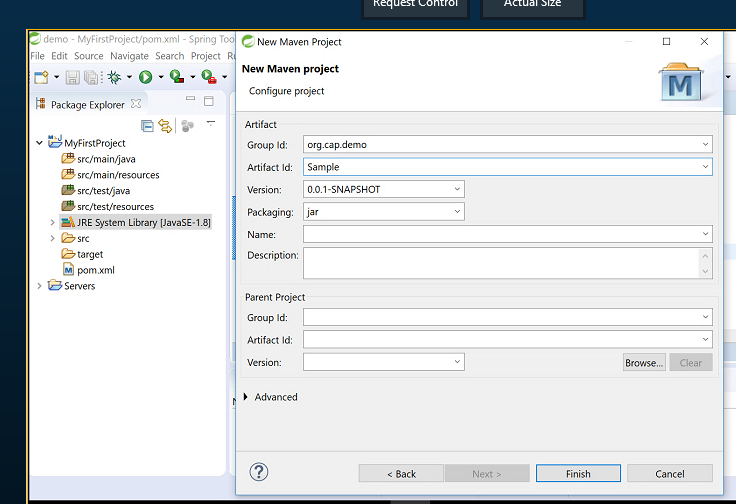 Request Control
Actual Size
demo - MyFirstProject/pom.xml - Spring Too
File Edit Source Navigate Search Project
Package Explorer
MyFirstProject
src/main/java
src/main/resources
src/test/java
src/test/resources
JRE System Library [JavaSE-1.8]
src
target
M pom.xml
Servers
New Maven Project
New Maven project
Configure project
M
Artifact
Group Id: org.cap.demo
Artifact Id: Sample
Version: 0.0.1-SNAPSHOT
Packaging: jar
Name:
Description:
Parent Project
Group Id:
Artifact Id:
Version:
Browse... Clear
Advanced
? < Back Next > Finish Cancel